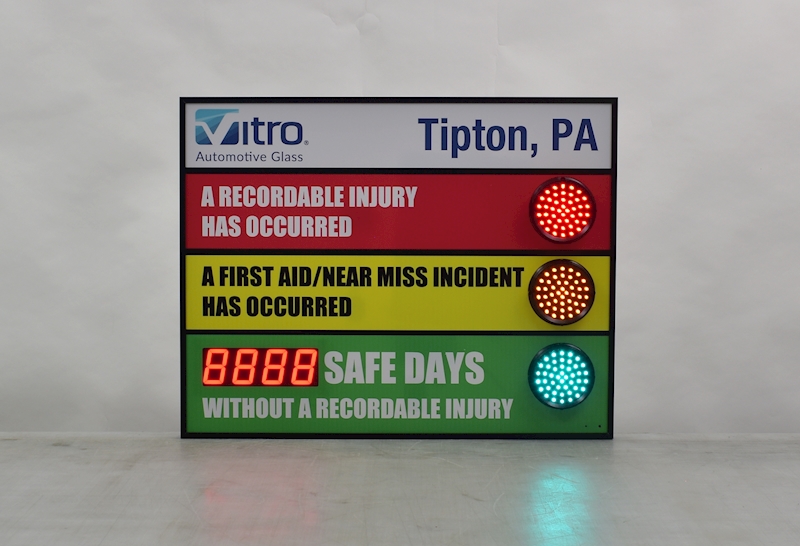 Vitro®
Automotive Glass
Tipton, PA
A RECORDABLE INJURY
HAS OCCURRED
A FIRST AID/NEAR MISS INCIDENT
HAS OCCURRED
8888 SAFE DAYS
WITHOUT A RECORDABLE INJURY